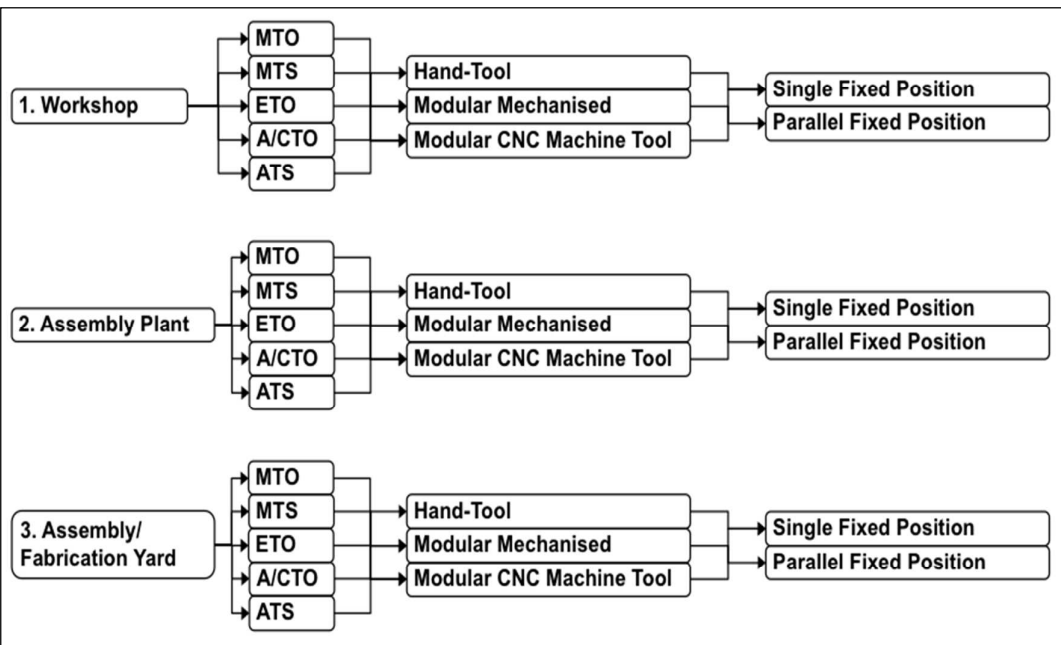 MTO
MTS
1. Workshop
ETO
A/CTO
ATS
Hand-Tool
Modular Mechanised
Modular CNC Machine Tool
Single Fixed Position
Parallel Fixed Position
MTO
MTS
2. Assembly Plant
ETO
A/CTO
ATS
Hand-Tool
Modular Mechanised
Modular CNC Machine Tool
Single Fixed Position
Parallel Fixed Position
MTO
MTS
3. Assembly/
Fabrication Yard
ETO
A/CTO
ATS
Hand-Tool
Modular Mechanised
Modular CNC Machine Tool
Single Fixed Position
Parallel Fixed Position